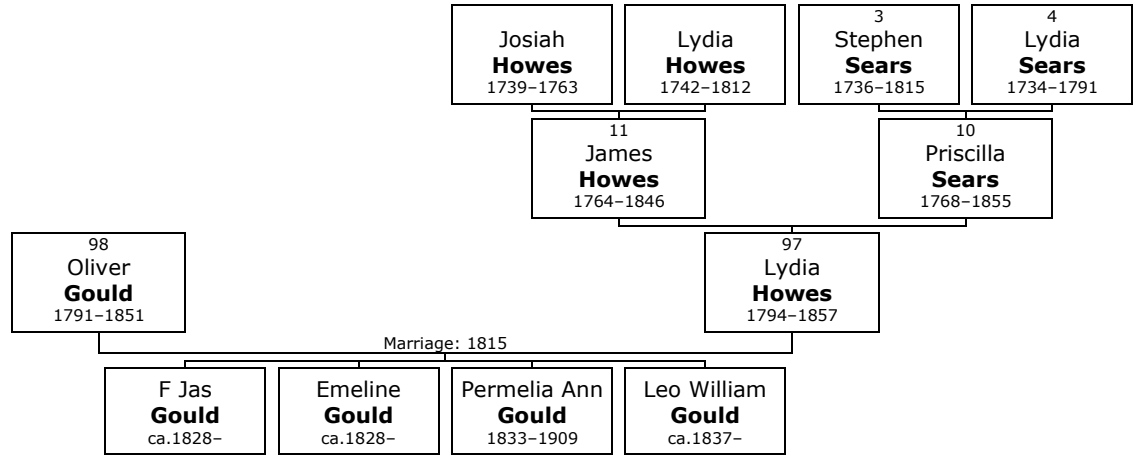 Josiah
Howes
1739–1763
Lydia
Howes
1742–1812
3
Stephen
Sears
1736–1815
4
Lydia
Sears
1734–1791
11
James
Howes
1764–1846
10
Priscilla
Sears
1768–1855
98
Oliver
Gould
1791–1851
97
Lydia
Howes
1794–1857
Marriage: 1815
F Jas
Gould
ca.1828–
Emeline
Gould
ca.1828–
Permelia Ann
Gould
1833–1909
Leo William
Gould
ca.1837–